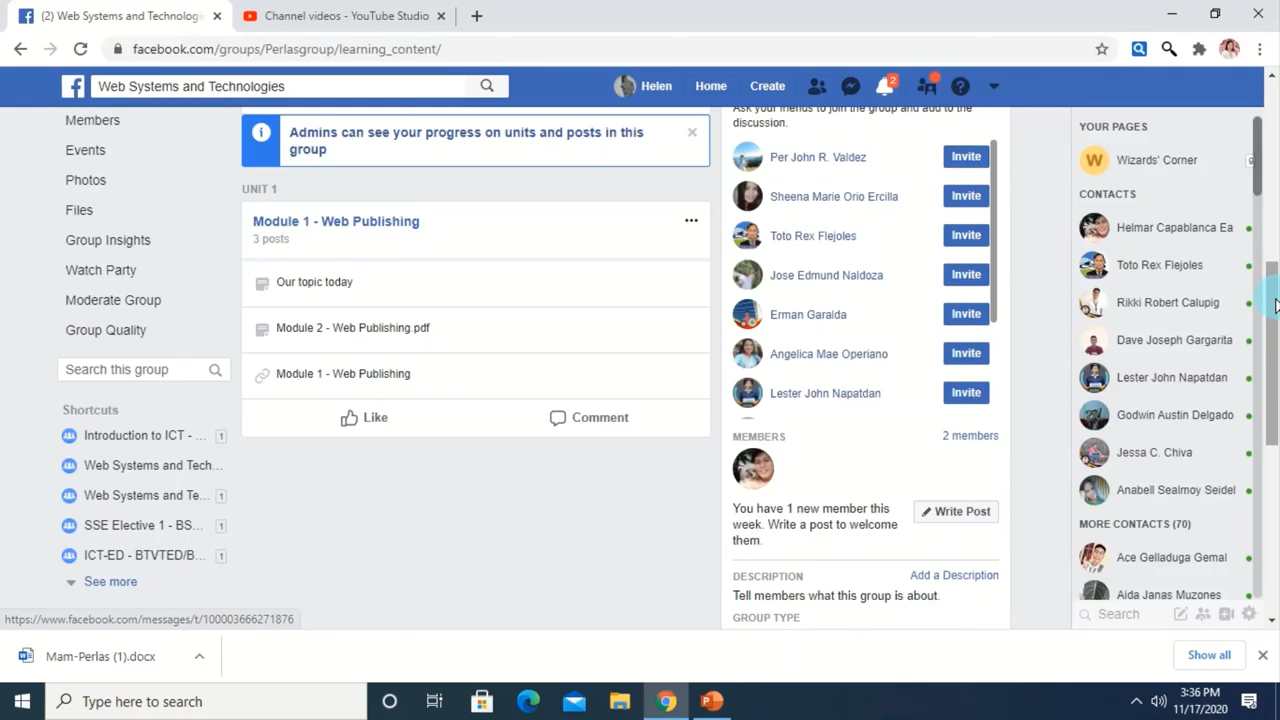 (2) Web Systems and Technologi
Channel videos - YouTube Studio
facebook.com/groups/Perlasgroup/learning_content/
Web Systems and Technologies
Helen
Home
Create
2
Members
Events
Photos
Files
Group Insights
Watch Party
Moderate Group
Group Quality
Search this group
Shortcuts
Introduction to ICT - ... 1
Web Systems and Tech...
Web Systems and Te... 1
SSE Elective 1 - BS... 1
ICT-ED - BTVTED/B... 1
See more
Admins can see your progress on units and posts in this
group
UNIT 1
Module 1 - Web Publishing
3 posts
Our topic today
Module 2 - Web Publishing.pdf
Module 1 - Web Publishing
Like
Comment
Ask your friends to join the group and add to the
discussion.
Per John R. Valdez Invite
Sheena Marie Orio Ercilla Invite
Toto Rex Flejoles Invite
Jose Edmund Naldoza Invite
Erman Garalda Invite
Angelica Mae Operiano Invite
Lester John Napatdan Invite
MEMBERS 2 members
You have 1 new member this
week. Write a post to welcome
them.
Write Post
DESCRIPTION Add a Description
Tell members what this group is about.
GROUP TYPE
YOUR PAGES
W Wizards' Corner
CONTACTS
Helmar Capablanca Ea
Toto Rex Flejoles
Rikki Robert Calupig
Dave Joseph Gargarita
Lester John Napatdan
Godwin Austin Delgado
Jessa C. Chiva
Anabell Sealmoy Seidel
MORE CONTACTS (70)
Ace Gelladuga Gemal
Aida Janas Muzones
Search
https://www.facebook.com/messages/t/100003666271876
Mam-Perlas (1).docx
Show all
Type here to search
3:36 PM
11/17/2020